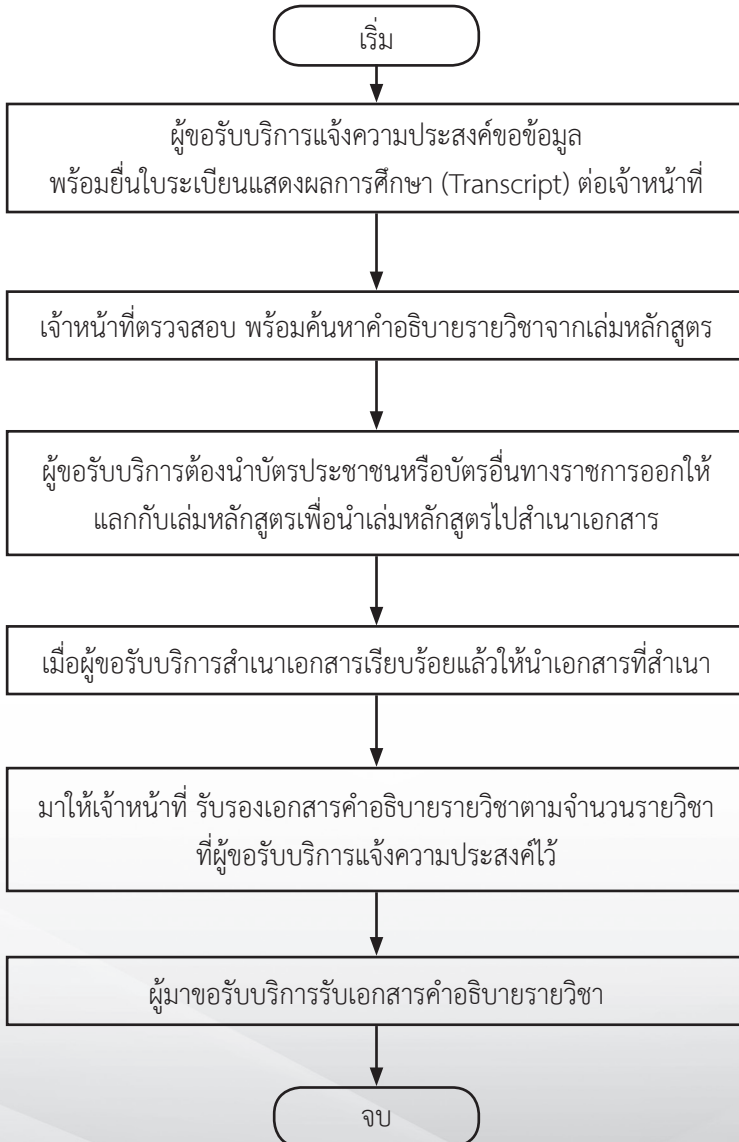 เริ่ม
ผู้ขอรับบริการแจ้งความประสงค์ขอข้อมูล
พร้อมยื่นใบระเบียนแสดงผลการศึกษา (Transcript) ต่อเจ้าหน้าที่
เจ้าหน้าที่ตรวจสอบ พร้อมค้นหาคำอธิบายรายวิชาจากเล่มหลักสูตร
ผู้ขอรับบริการต้องนำบัตรประชาชนหรือบัตรอื่นทางราชการออกให้
แลกกับเล่มหลักสูตรเพื่อนำเล่มหลักสูตรไปสำเนาเอกสาร
เมื่อผู้ขอรับบริการสำเนาเอกสารเรียบร้อยแล้วให้นำเอกสารที่สำเนา
มาให้เจ้าหน้าที่ รับรองเอกสารคำอธิบายรายวิชาตามจำนวนรายวิชา
ที่ผู้ขอรับบริการแจ้งความประสงค์ไว้
ผู้มาขอรับบริการรับเอกสารคำอธิบายรายวิชา
จบ